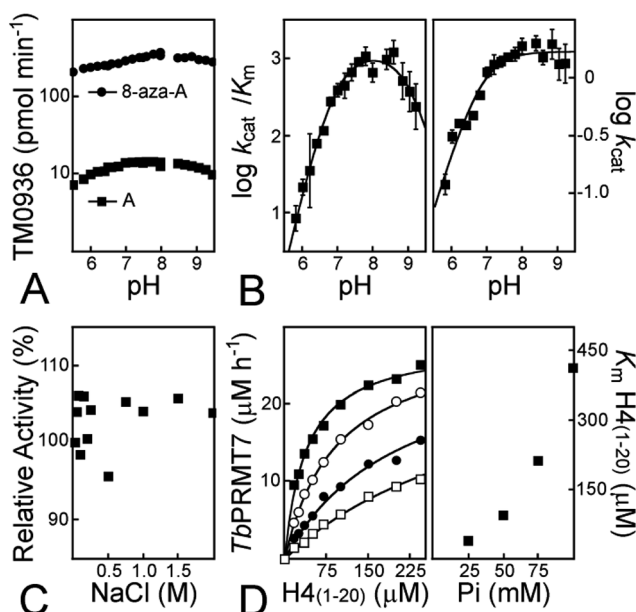 TM0936 (pmol min⁻¹)
100
10
8-aza-A
A
6 7 8 9
pH
A
log kcat /Km
3
2
1
6 7 8 9
pH
B
0
-0.5
-1.0
log kcat
6 7 8 9
pH
Relative Activity (%)
110
100
90
0.5 1.0 1.5
NaCl (M)
C
TbPRMT7 (μM h⁻¹)
20
10
75 150 225
H4(1-20) (μM)
D
450
300
150
Km H4(1-20) (μM)
25 50 75
Pi (mM)